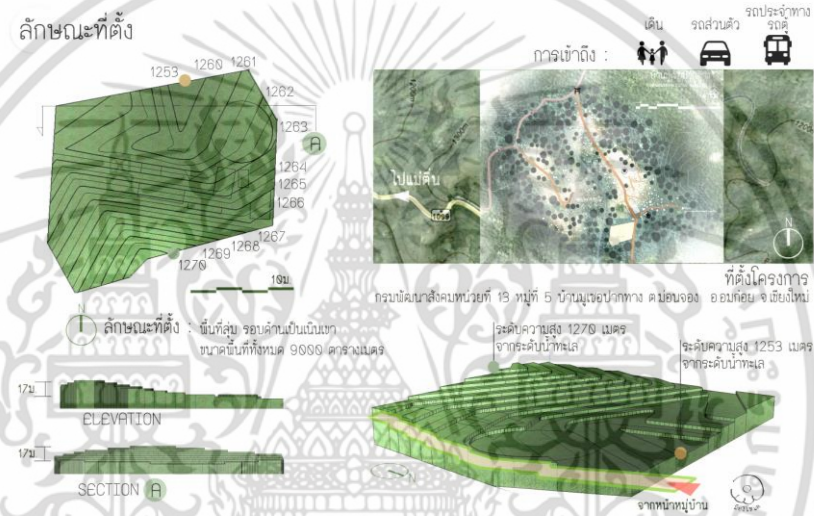 ลักษณะที่ตั้ง
การเข้าถึง :
เดิน
รถส่วนตัว
รถประจำทาง
รถตู้
1253
1260
1261
1262
1263
A
1264
1265
1266
1267
1268
1269
1270
10ม
ไปแม่ตื่น
N
ที่ตั้งโครงการ
กรมพัฒนาสังคมหน่วยที่ 13 หมู่ที่ 5 บ้านมูเซอปากทาง ต.ม่อนจอง อ.อมก๋อย จ.เชียงใหม่
N
ลักษณะที่ตั้ง : พื้นที่ลุ่ม รอบด้านเป็นเนินเขา
ขนาดพื้นที่ทั้งหมด 9000 ตารางเมตร
ระดับความสูง 1270 เมตร
จากระดับน้ำทะเล
ระดับความสูง 1253 เมตร
จากระดับน้ำทะเล
17ม
ELEVATION
17ม
SECTION A
จากหน้าหมู่บ้าน